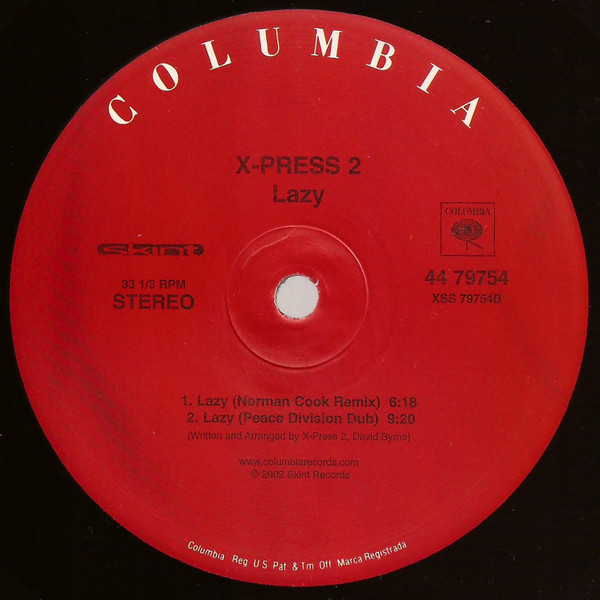 COLUMBIA
X-PRESS 2
Lazy
COLUMBIA
Skint
33 1/3 RPM
STEREO
44 79754
XSS 79754B
1. Lazy (Norman Cook Remix) 6:18
2. Lazy (Peace Division Dub) 9:20
(Written and Arranged by X-Press 2, David Byrne)
www.columbiarecords.com
© 2002 Skint Records
Columbia Reg U S Pat & Tm Off Marca Registrada